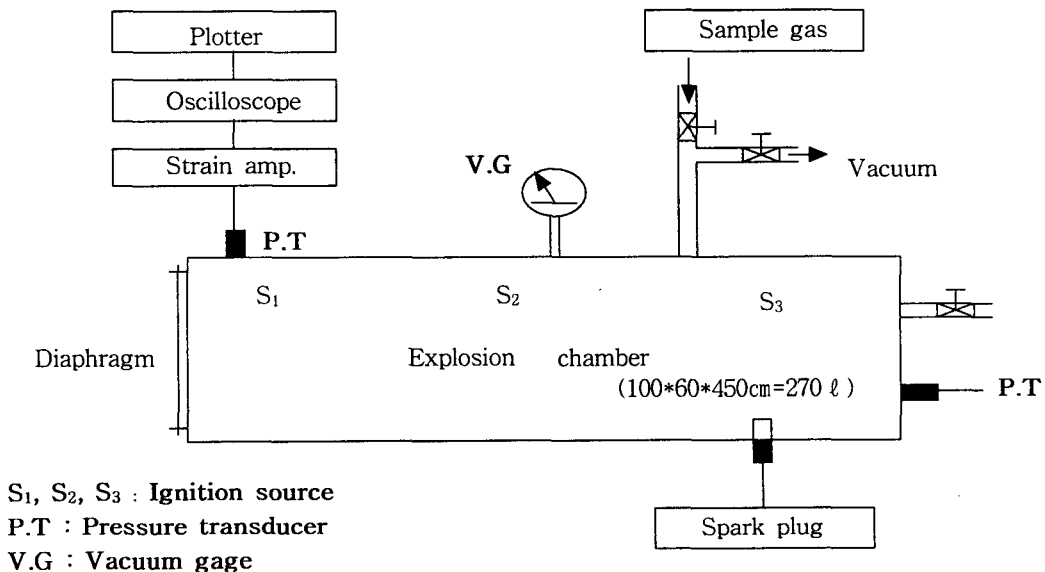 Plotter
Sample gas
Oscilloscope
Strain amp.
V.G
Vacuum
P.T
S₁
S₂
S₃
Diaphragm
Explosion chamber
(100*60*450㎝=270 ℓ)
P.T
S₁, S₂, S₃ : Ignition source
P.T : Pressure transducer
Spark plug
V.G : Vacuum gage